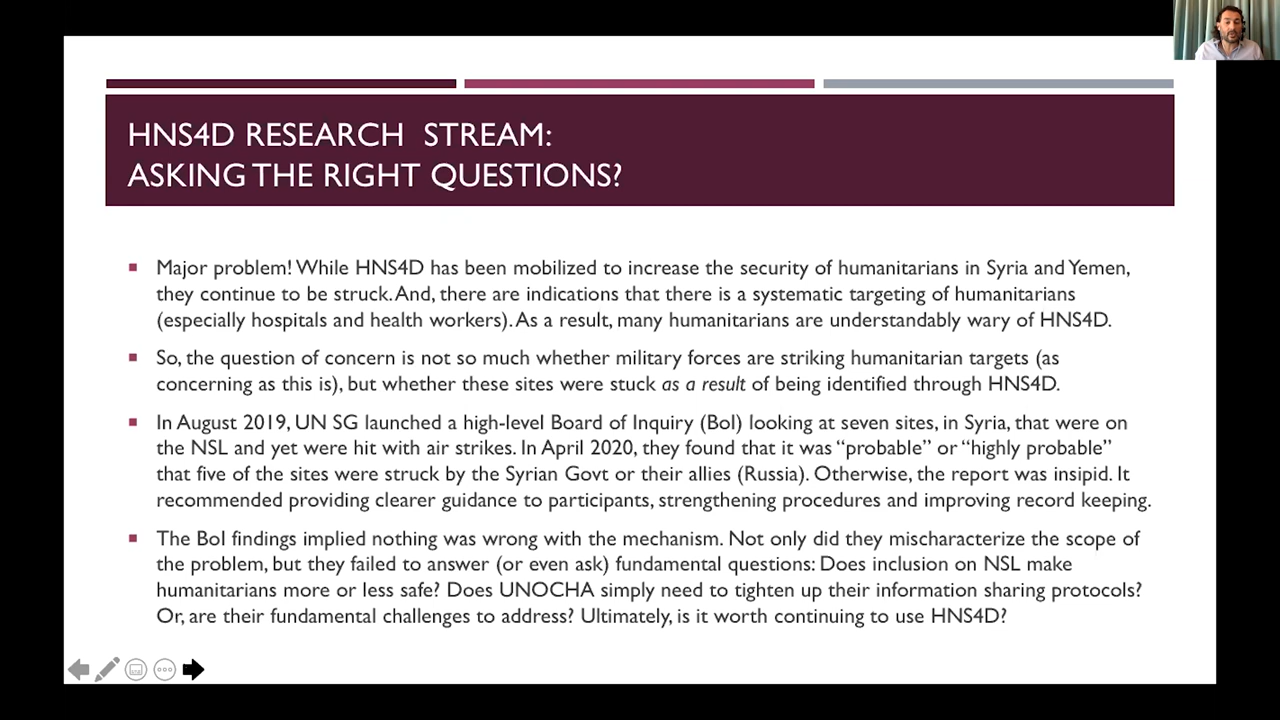 HNS4D RESEARCH STREAM:
ASKING THE RIGHT QUESTIONS?
▪ Major problem! While HNS4D has been mobilized to increase the security of humanitarians in Syria and Yemen,
they continue to be struck. And, there are indications that there is a systematic targeting of humanitarians
(especially hospitals and health workers). As a result, many humanitarians are understandably wary of HNS4D.
▪ So, the question of concern is not so much whether military forces are striking humanitarian targets (as
concerning as this is), but whether these sites were stuck as a result of being identified through HNS4D.
▪ In August 2019, UN SG launched a high-level Board of Inquiry (BoI) looking at seven sites, in Syria, that were on
the NSL and yet were hit with air strikes. In April 2020, they found that it was “probable” or “highly probable”
that five of the sites were struck by the Syrian Govt or their allies (Russia). Otherwise, the report was insipid. It
recommended providing clearer guidance to participants, strengthening procedures and improving record keeping.
▪ The BoI findings implied nothing was wrong with the mechanism. Not only did they mischaracterize the scope of
the problem, but they failed to answer (or even ask) fundamental questions: Does inclusion on NSL make
humanitarians more or less safe? Does UNOCHA simply need to tighten up their information sharing protocols?
Or, are their fundamental challenges to address? Ultimately, is it worth continuing to use HNS4D?